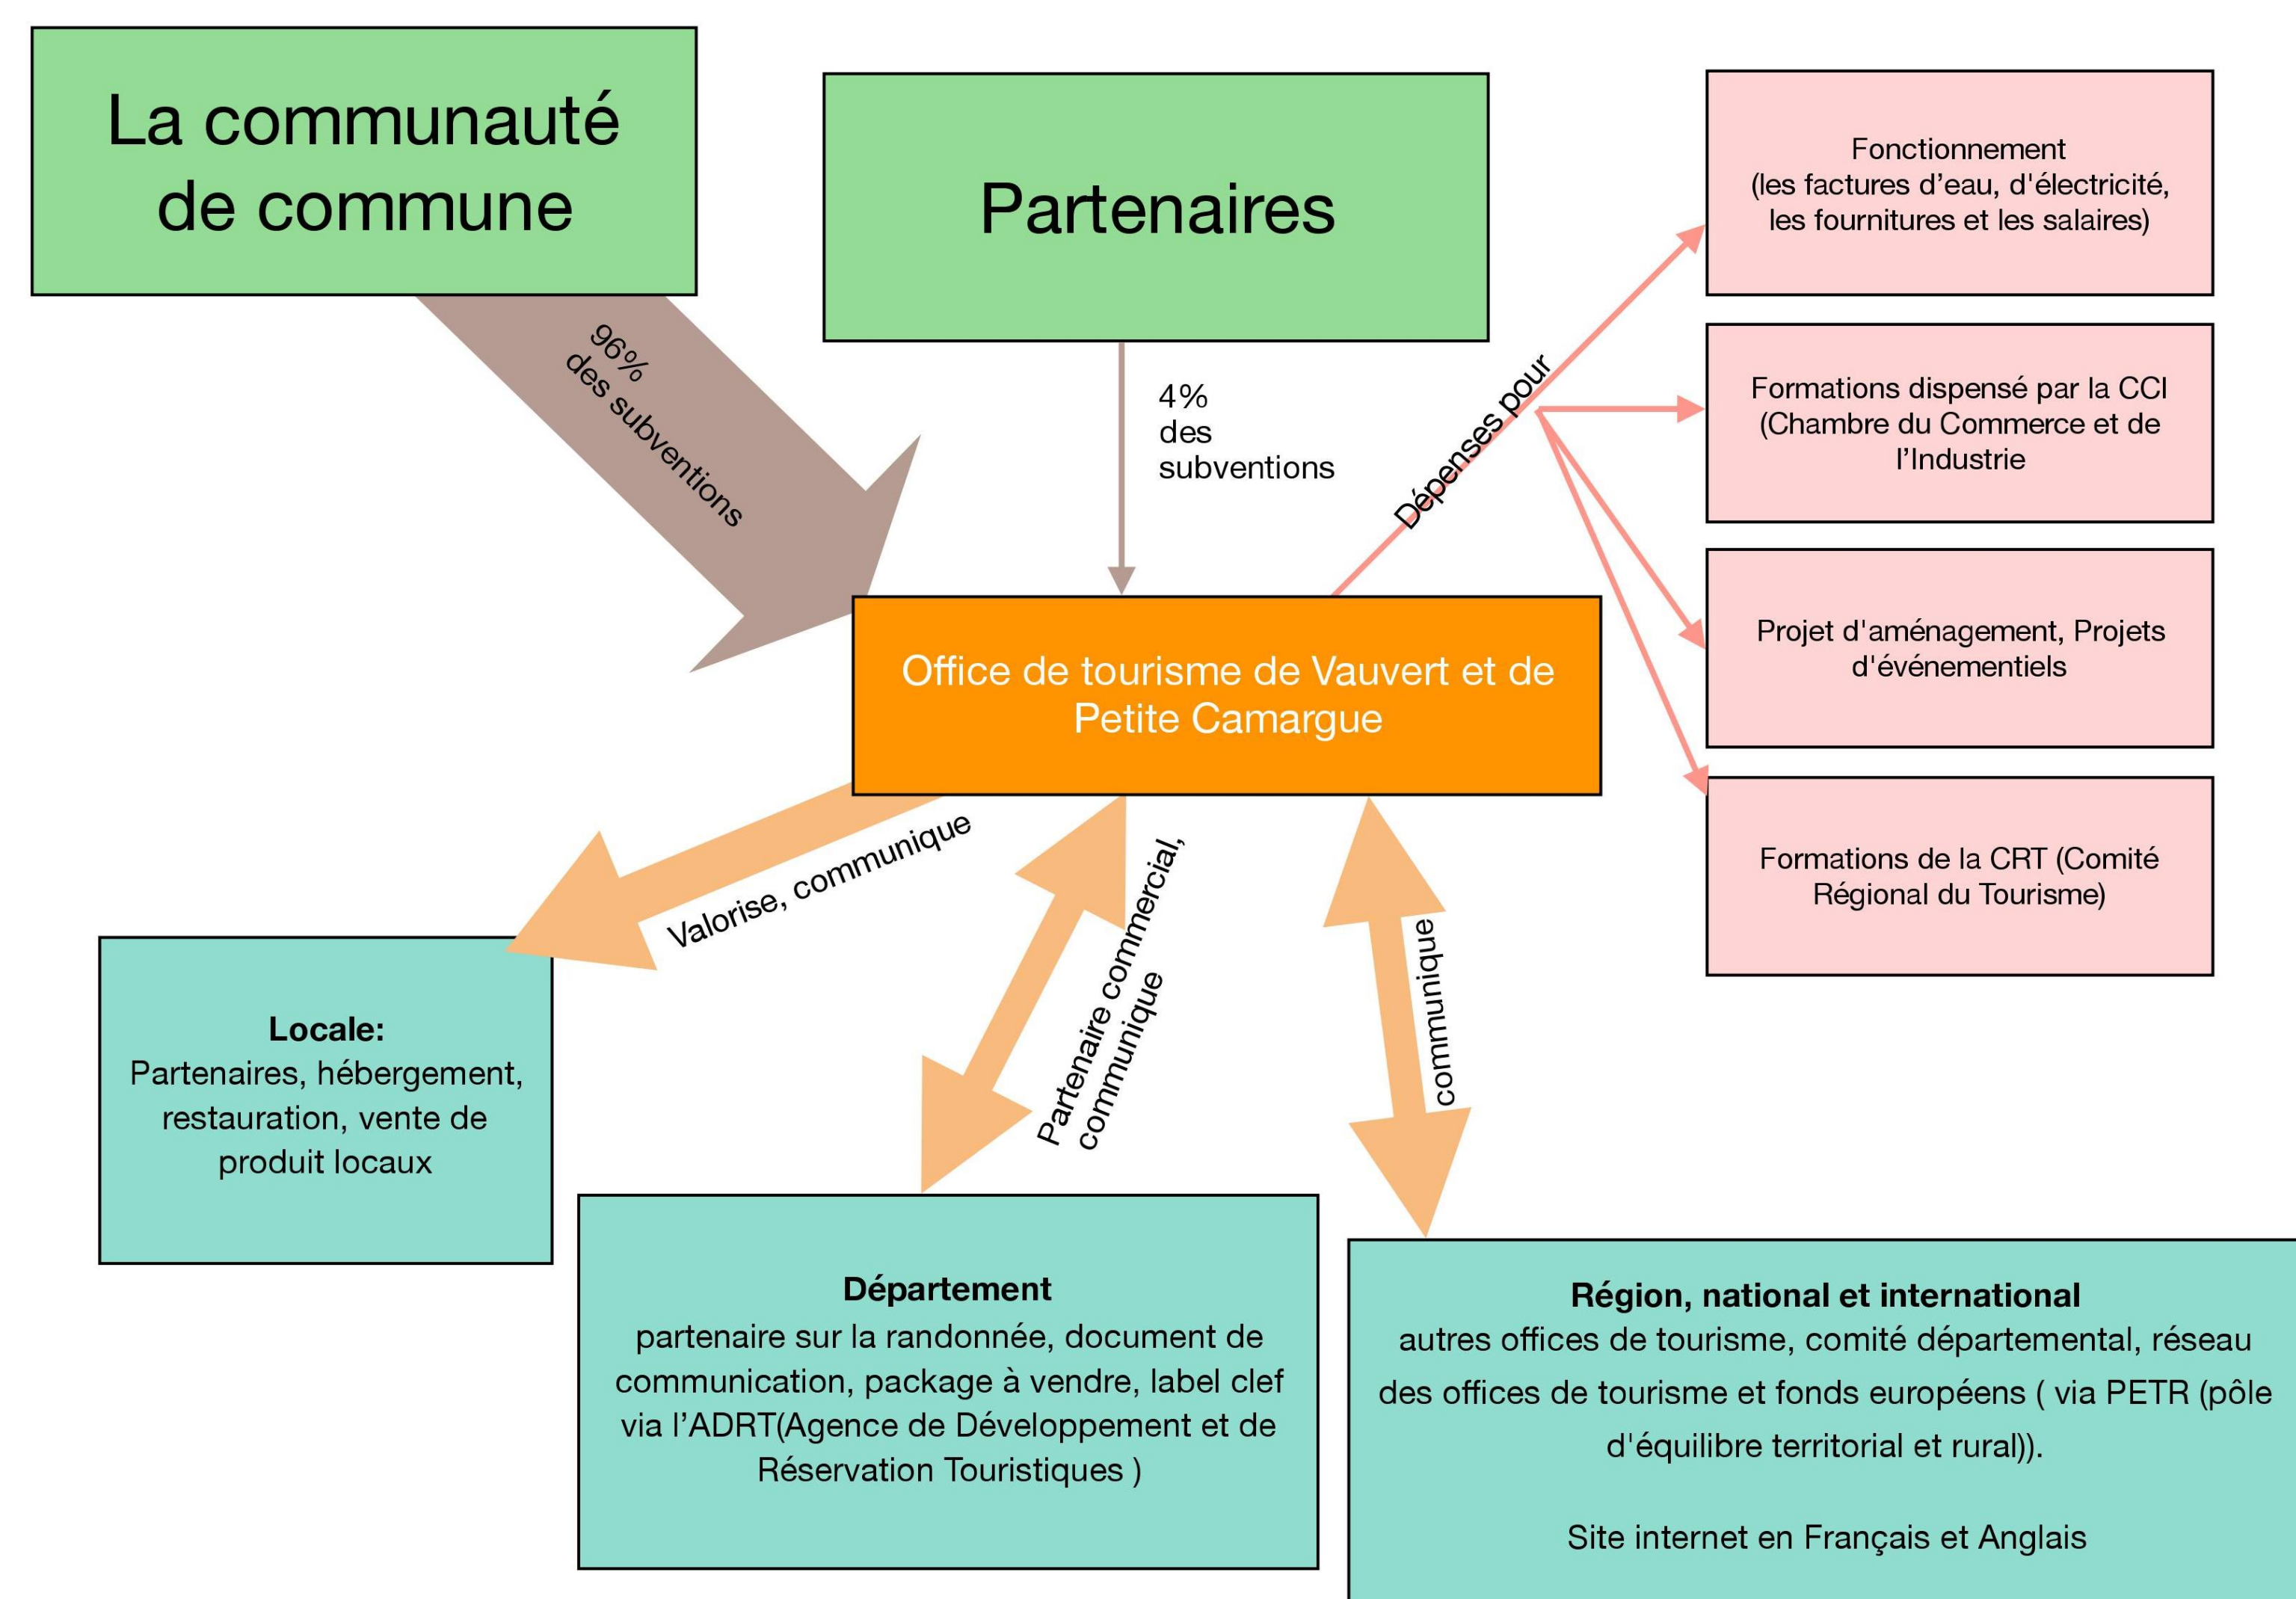 La communauté
de commune
Partenaires
Fonctionnement
(les factures d’eau, d'électricité,
les fournitures et les salaires)
96%
des subventions
4%
des
subventions
Dépenses pour
Formations dispensé par la CCI
(Chambre du Commerce et de
l’Industrie
Projet d'aménagement, Projets
d'événementiels
Formations de la CRT (Comité
Régional du Tourisme)
Office de tourisme de Vauvert et de
Petite Camargue
Valorise, communique
Partenaire commercial,
communique
communique
Locale:
Partenaires, hébergement,
restauration, vente de
produit locaux
Département
partenaire sur la randonnée, document de
communication, package à vendre, label clef
via l’ADRT(Agence de Développement et de
Réservation Touristiques )
Région, national et international
autres offices de tourisme, comité départemental, réseau
des offices de tourisme et fonds européens ( via PETR (pôle
d'équilibre territorial et rural)).
Site internet en Français et Anglais